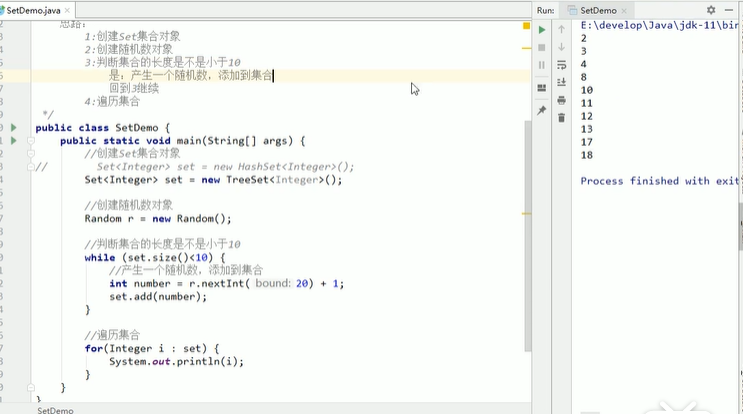 SetDemo.java
思路:
1:创建Set集合对象
2:创建随机数对象
3:判断集合的长度是不是小于10
是:产生一个随机数,添加到集合
回到3继续
4:遍历集合
*/
public class SetDemo {
public static void main(String[] args) {
//创建Set集合对象
// Set<Integer> set = new HashSet<Integer>();
Set<Integer> set = new TreeSet<Integer>();
//创建随机数对象
Random r = new Random();
//判断集合的长度是不是小于10
while (set.size()<10) {
//产生一个随机数,添加到集合
int number = r.nextInt( bound: 20) + 1;
set.add(number);
}
//遍历集合
for(Integer i : set) {
System.out.println(i);
}
}
}
SetDemo
Run: SetDemo
E:\develop\Java\jdk-11\bin
2
3
4
8
10
11
12
13
17
18
Process finished with exit